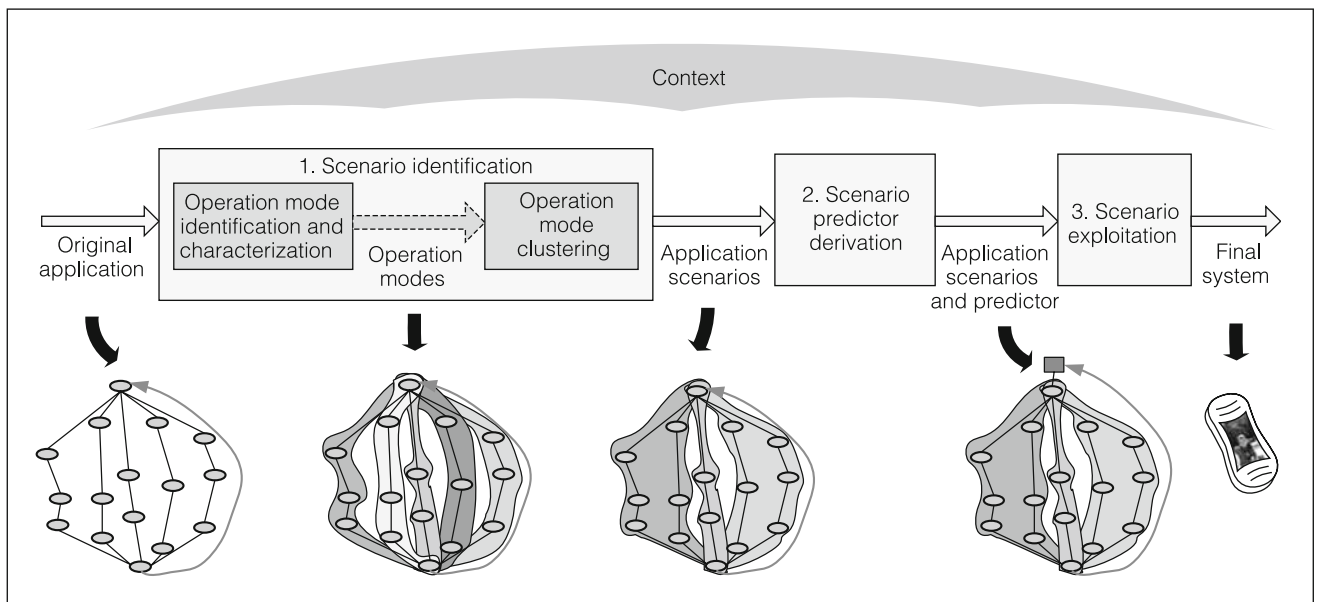 Context
1. Scenario identification
Operation mode
identification and
characterization
Operation
mode
clustering
2. Scenario
predictor
derivation
3. Scenario
exploitation
Original
application
Operation
modes
Application
scenarios
Application
scenarios
and predictor
Final
system